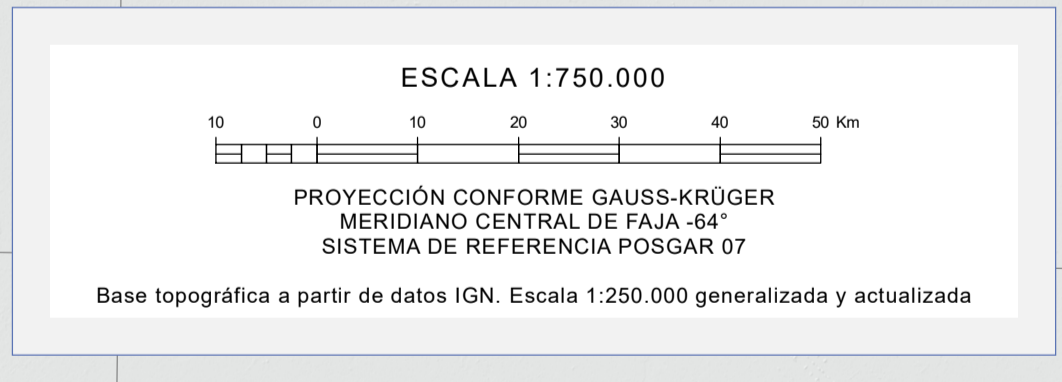 ESCALA 1:750.000
10 0 10 20 30 40 50 Km
PROYECCIÓN CONFORME GAUSS-KRÜGER
MERIDIANO CENTRAL DE FAJA -64°
SISTEMA DE REFERENCIA POSGAR 07
Base topográfica a partir de datos IGN. Escala 1:250.000 generalizada y actualizada